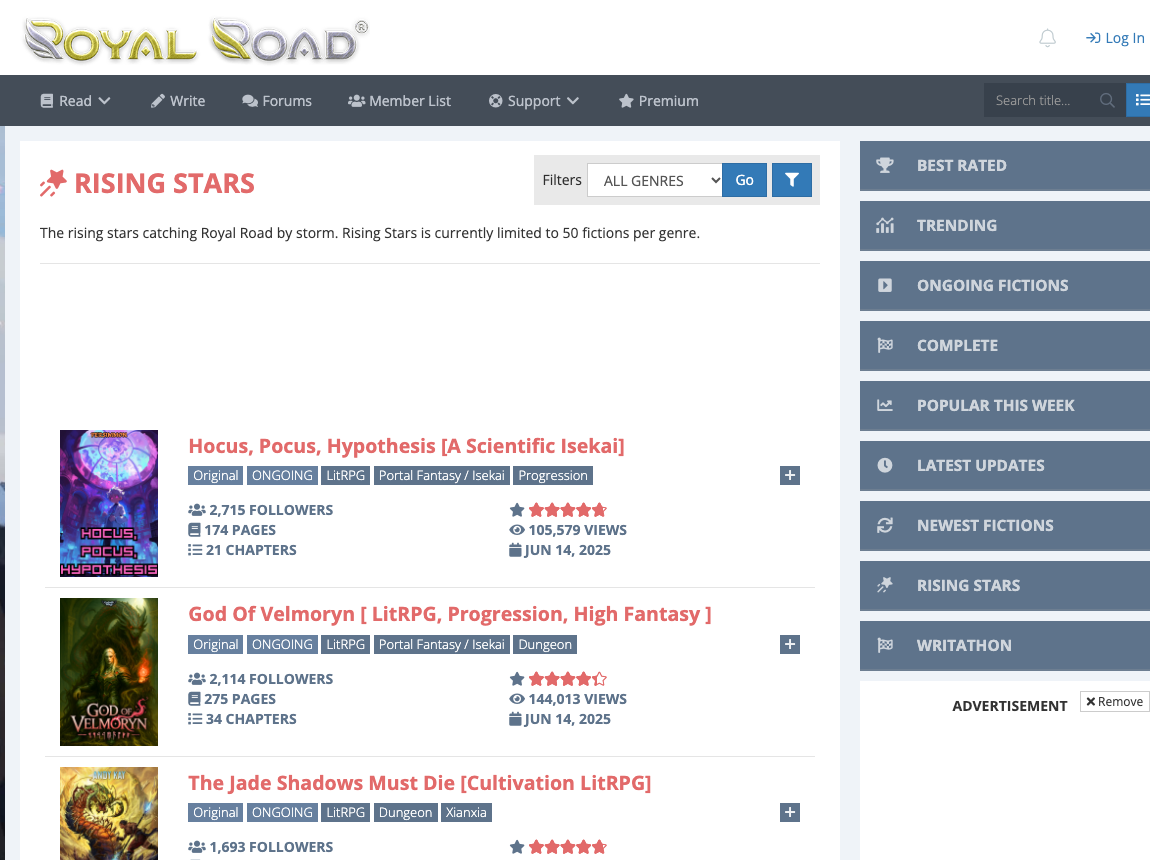 ROYAL ROAD®
Log In
Read Write Forums Member List Support Premium
Search title...
RISING STARS
Filters ALL GENRES Go
The rising stars catching Royal Road by storm. Rising Stars is currently limited to 50 fictions per genre.
HOCUS,
POCUS,
HYPOTHESIS
Hocus, Pocus, Hypothesis [A Scientific Isekai]
Original ONGOING LitRPG Portal Fantasy / Isekai Progression
2,715 FOLLOWERS
174 PAGES 105,579 VIEWS
21 CHAPTERS JUN 14, 2025
GOD OF
VELMORYN
God Of Velmoryn [ LitRPG, Progression, High Fantasy ]
Original ONGOING LitRPG Portal Fantasy / Isekai Dungeon
2,114 FOLLOWERS
275 PAGES 144,013 VIEWS
34 CHAPTERS JUN 14, 2025
The Jade Shadows Must Die [Cultivation LitRPG]
Original ONGOING LitRPG Dungeon Xianxia
1,693 FOLLOWERS
BEST RATED
TRENDING
ONGOING FICTIONS
COMPLETE
POPULAR THIS WEEK
LATEST UPDATES
NEWEST FICTIONS
RISING STARS
WRITATHON
ADVERTISEMENT
Remove